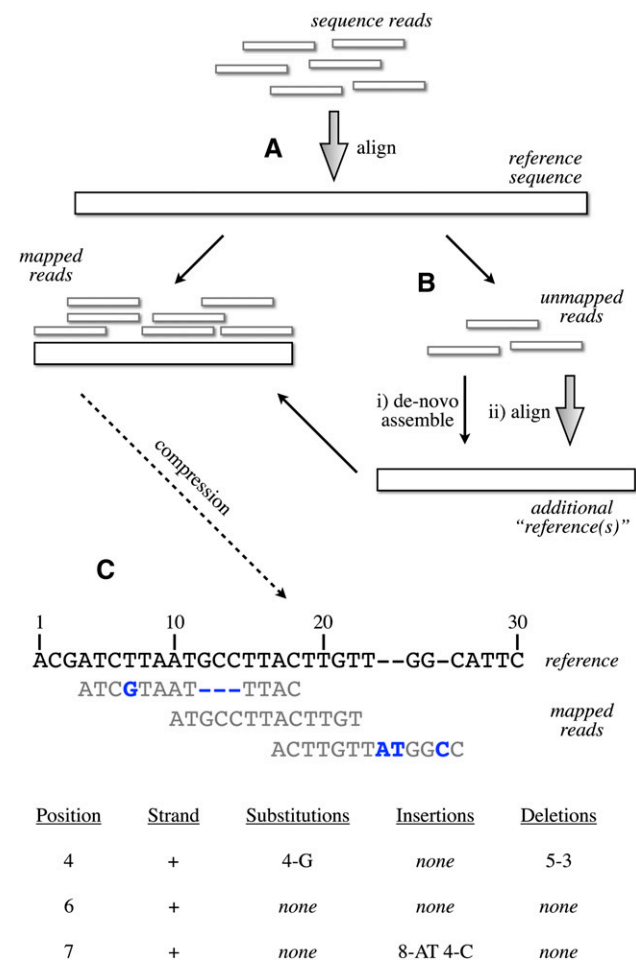 sequence reads
A
align
reference
sequence
mapped
reads
B
unmapped
reads
i) de-novo
assemble
ii) align
compression
additional
“reference(s)”
C
1 10 20 30
ACGATCTTAATGCCTTACTTGTT--GG-CATTC reference
ATCGTAAT---TTAC
ATGCCTTACTTGT
mapped
reads
ACTTGTTATGGCC
Position Strand Substitutions Insertions Deletions
4 + 4-G none 5-3
6 + none none none
7 + none 8-AT 4-C none